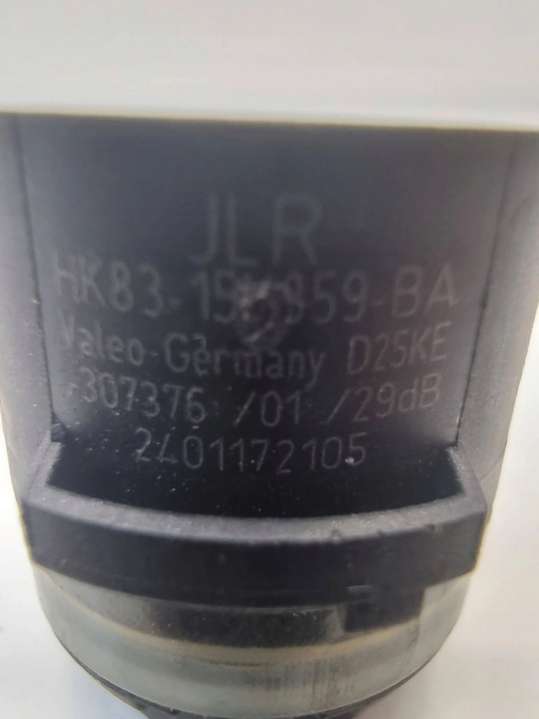 JLR
HK83-15K859-BA
Valeo-Germany D25KE
-307376 /01 /29dB
2401172105